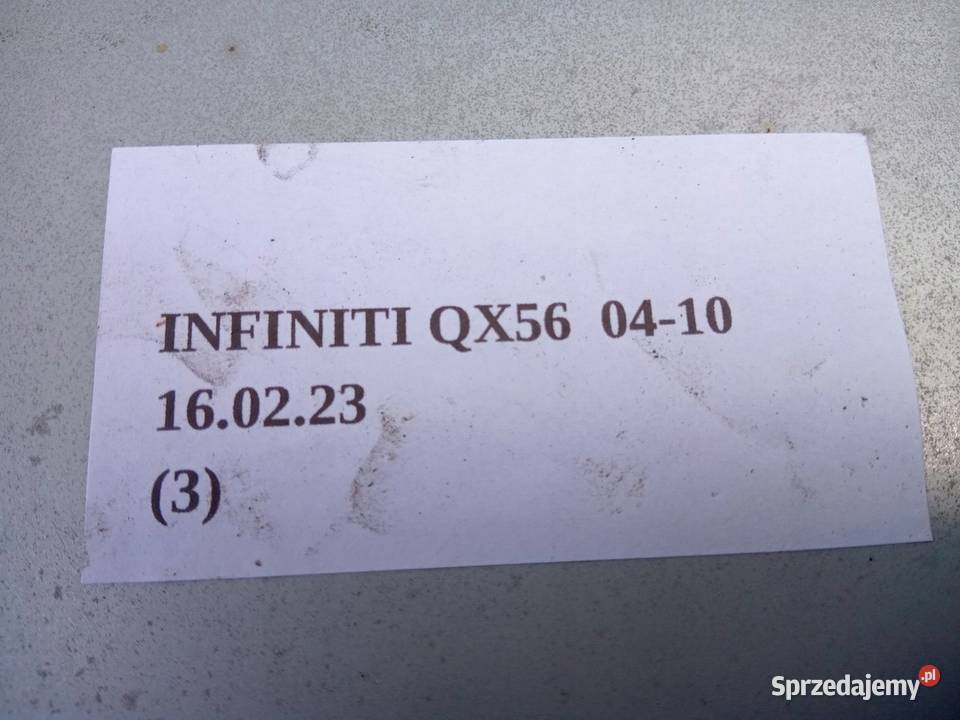 INFINITI QX56 04-10
16.02.23
(3)
Sprzedajemy.pl